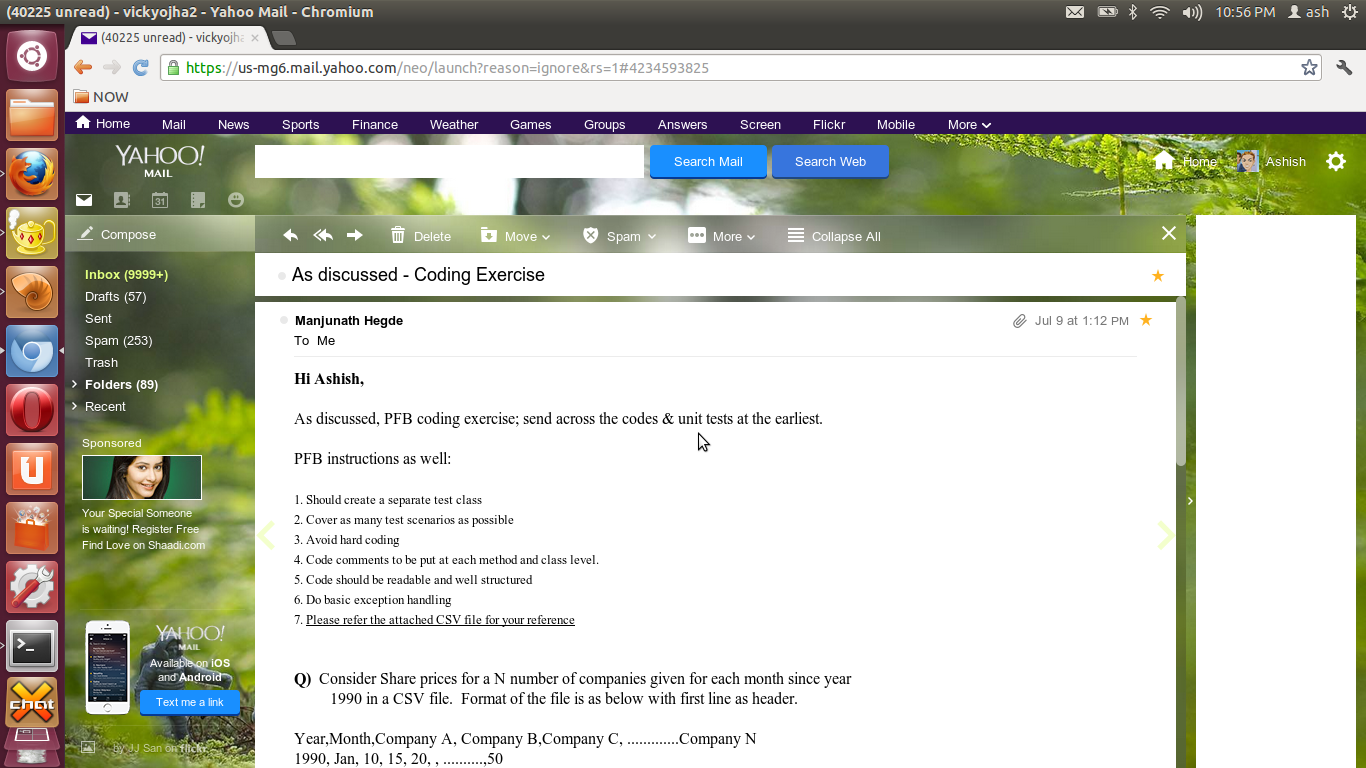 (40225 unread) - vickyojha2 - Yahoo Mail - Chromium
10:56 PM
ash
(40225 unread) - vickyojha
https://us-mg6.mail.yahoo.com/neo/launch?reason=ignore&rs=1#4234593825
NOW
Home Mail News Sports Finance Weather Games Groups Answers Screen Flickr Mobile More
YAHOO!
MAIL
Search Mail
Search Web
Home
Ashish
31
Compose
Delete Move Spam More Collapse All
Inbox (9999+)
Drafts (57)
Sent
Spam (253)
Trash
Folders (89)
Recent
Sponsored
Your Special Someone
is waiting! Register Free
Find Love on Shaadi.com
YAHOO!
MAIL
Available on iOS
and Android
Text me a link
by JJ San on flickr
As discussed - Coding Exercise
Manjunath Hegde
Jul 9 at 1:12 PM
To Me
Hi Ashish,
As discussed, PFB coding exercise; send across the codes & unit tests at the earliest.
PFB instructions as well:
1. Should create a separate test class
2. Cover as many test scenarios as possible
3. Avoid hard coding
4. Code comments to be put at each method and class level.
5. Code should be readable and well structured
6. Do basic exception handling
7. Please refer the attached CSV file for your reference
Q) Consider Share prices for a N number of companies given for each month since year
1990 in a CSV file. Format of the file is as below with first line as header.
Year,Month,Company A, Company B,Company C, .............Company N
1990, Jan, 10, 15, 20, , ..........,50
chat